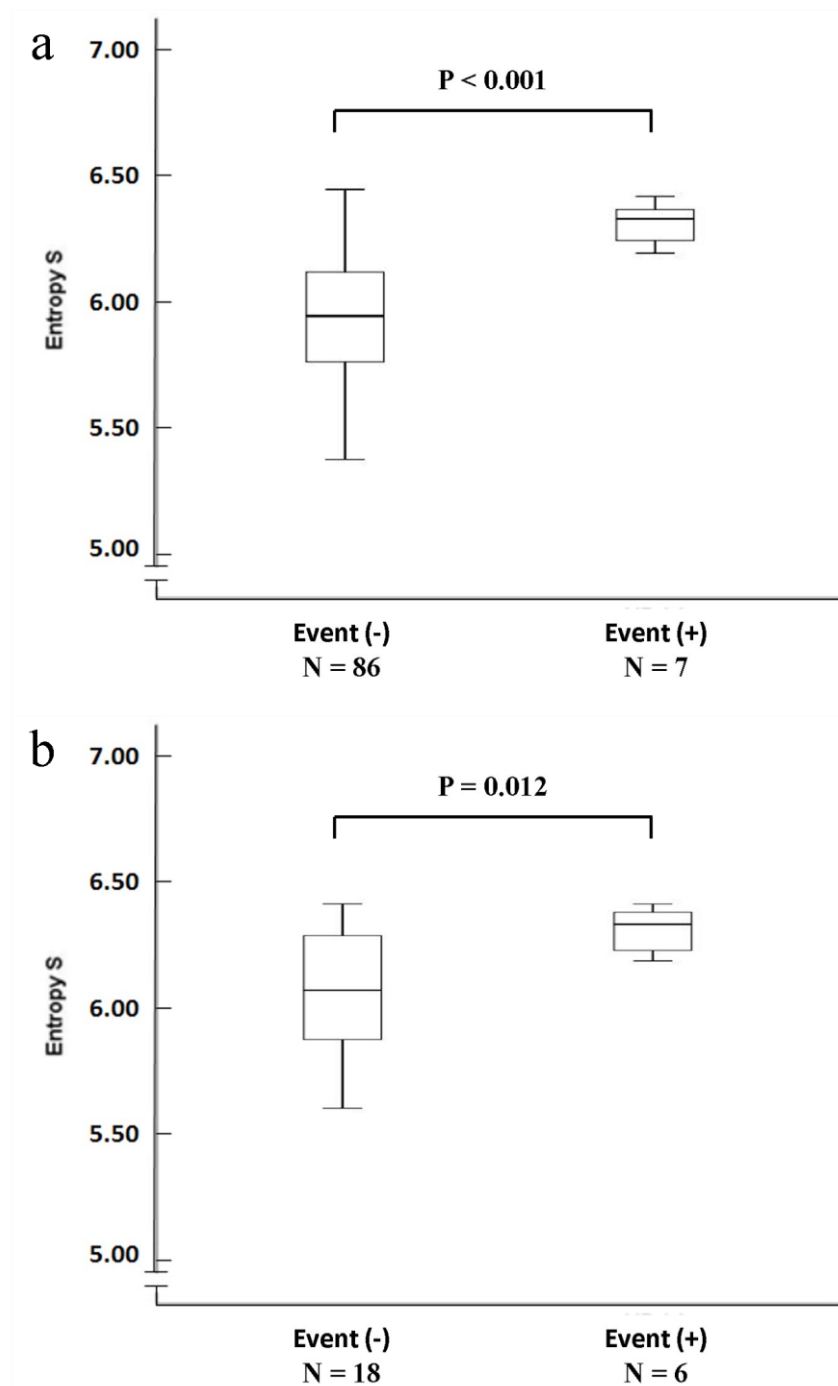 a
7.00
P < 0.001
6.50
Entropy S
6.00
5.50
5.00
Event (-) Event (+)
N = 86 N = 7
b
7.00
P = 0.012
6.50
Entropy S
6.00
5.50
5.00
Event (-) Event (+)
N = 18 N = 6